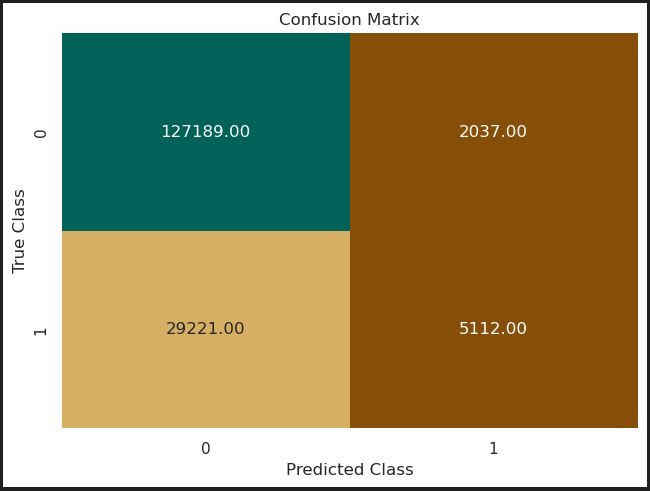 Confusion Matrix
True Class
0
127189.00
2037.00
1
29221.00
5112.00
0
1
Predicted Class